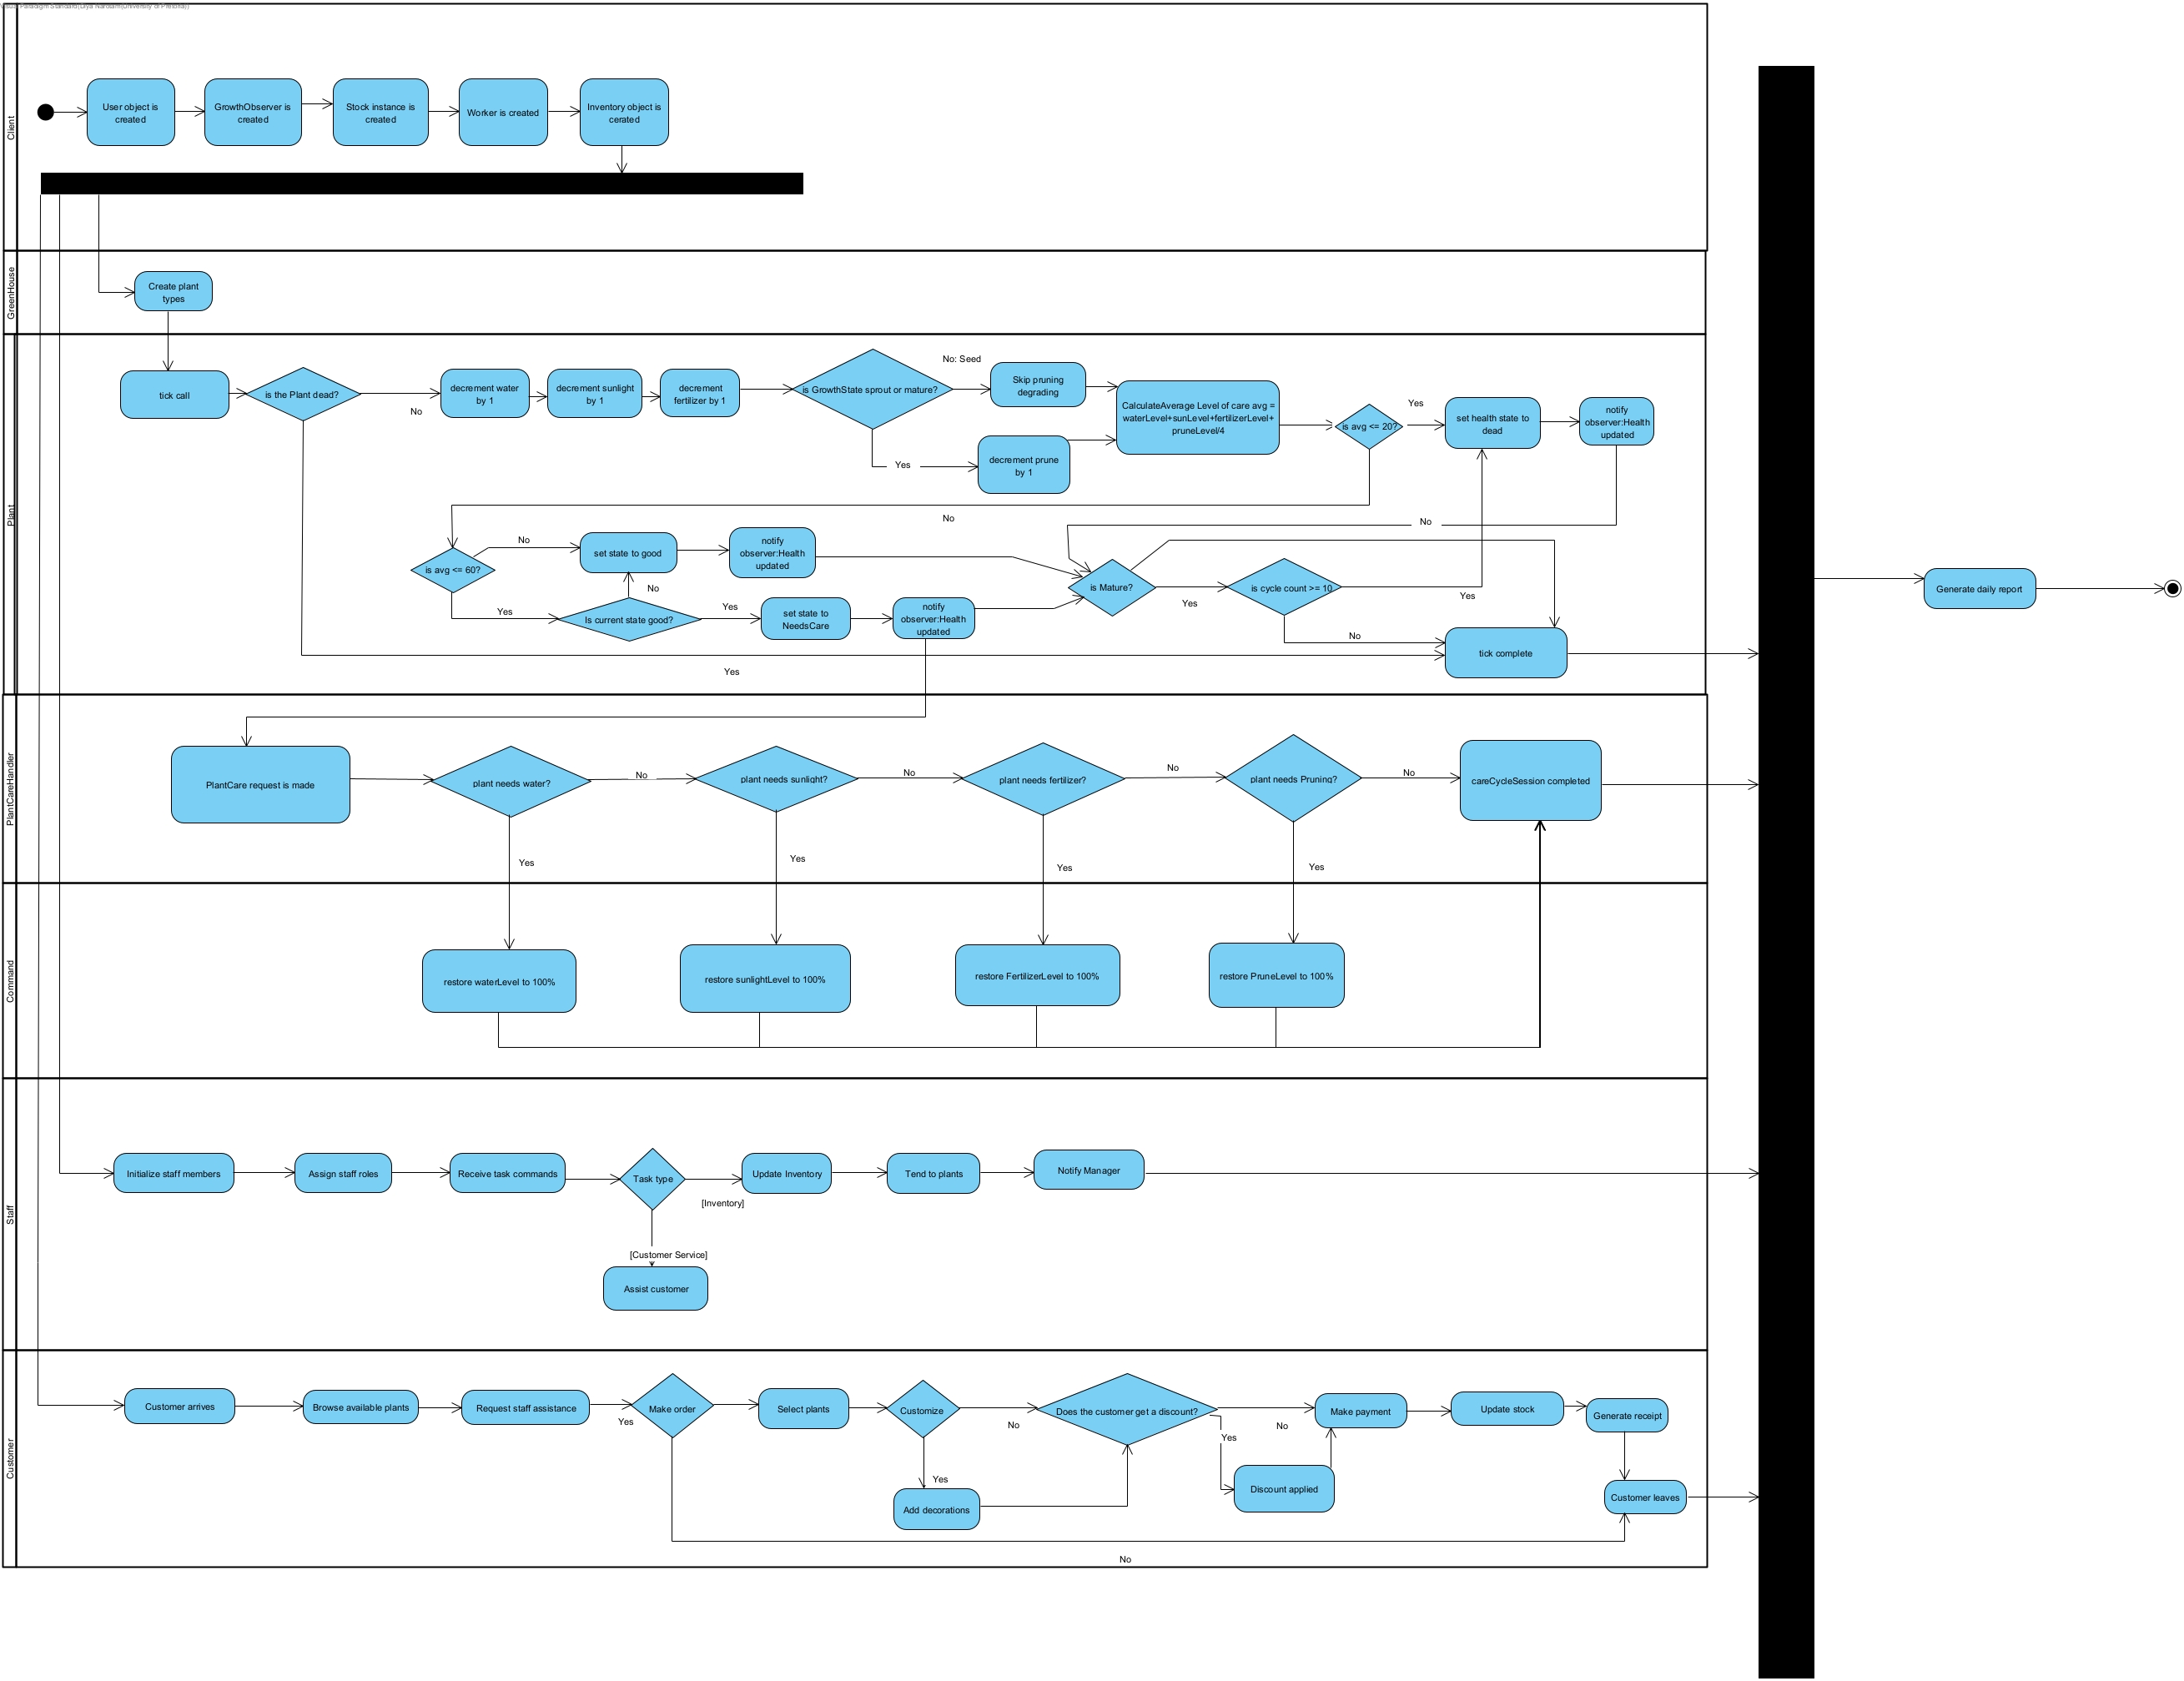 Visual Paradigm Standard(Diya Narotam(University of Pretoria))
Client
User object is
created
GrowthObserver is
created
Stock instance is
created
Worker is created
Inventory object is
cerated
GreenHouse
Create plant
types
Plant
tick call
is the Plant dead?
No
decrement water
by 1
decrement sunlight
by 1
decrement
fertilizer by 1
is GrowthState sprout or mature?
No: Seed
Skip pruning
degrading
Yes
decrement prune
by 1
CalculateAverage Level of care avg =
waterLevel+sunLevel+fertilizerLevel+
pruneLevel/4
is avg <= 20?
Yes
set health state to
dead
notify
observer:Health
updated
No
No
is avg <= 60?
No
set state to good
notify
observer:Health
updated
No
Yes
Is current state good?
Yes
set state to
NeedsCare
notify
observer:Health
updated
is Mature?
Yes
is cycle count >= 10
Yes
No
tick complete
Yes
PlantCareHandler
PlantCare request is made
plant needs water?
No
plant needs sunlight?
No
plant needs fertilizer?
No
plant needs Pruning?
No
careCycleSession completed
Yes
Yes
Yes
Yes
Command
restore waterLevel to 100%
restore sunlightLevel to 100%
restore FertilizerLevel to 100%
restore PruneLevel to 100%
Staff
Initialize staff members
Assign staff roles
Receive task commands
Task type
[Inventory]
Update Inventory
Tend to plants
Notify Manager
[Customer Service]
Assist customer
Customer
Customer arrives
Browse available plants
Request staff assistance
Make order
Yes
Select plants
Customize
No
Does the customer get a discount?
No
Make payment
Update stock
Generate receipt
Yes
Yes
Add decorations
Discount applied
Customer leaves
No
Generate daily report